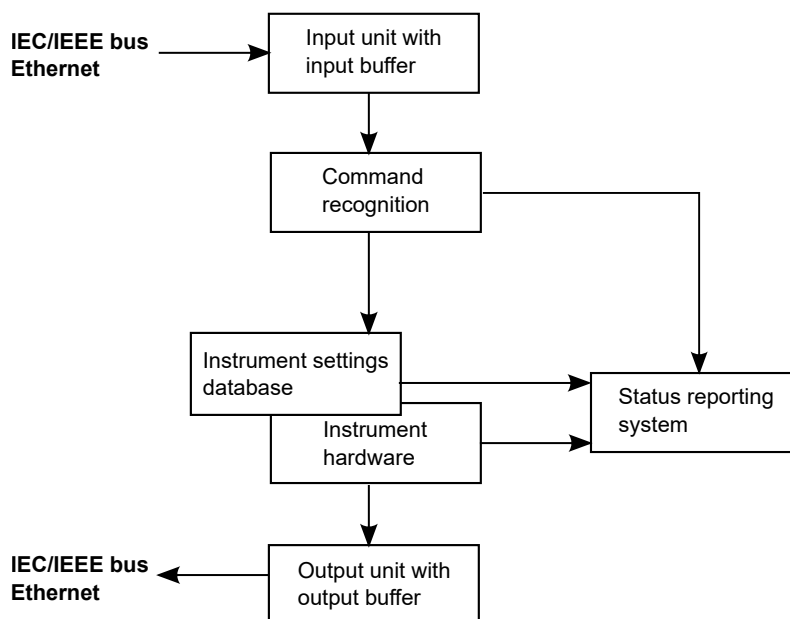 IEC/IEEE bus
Ethernet
Input unit with
input buffer
Command
recognition
Instrument settings
database
Status reporting
system
Instrument
hardware
IEC/IEEE bus
Ethernet
Output unit with
output buffer